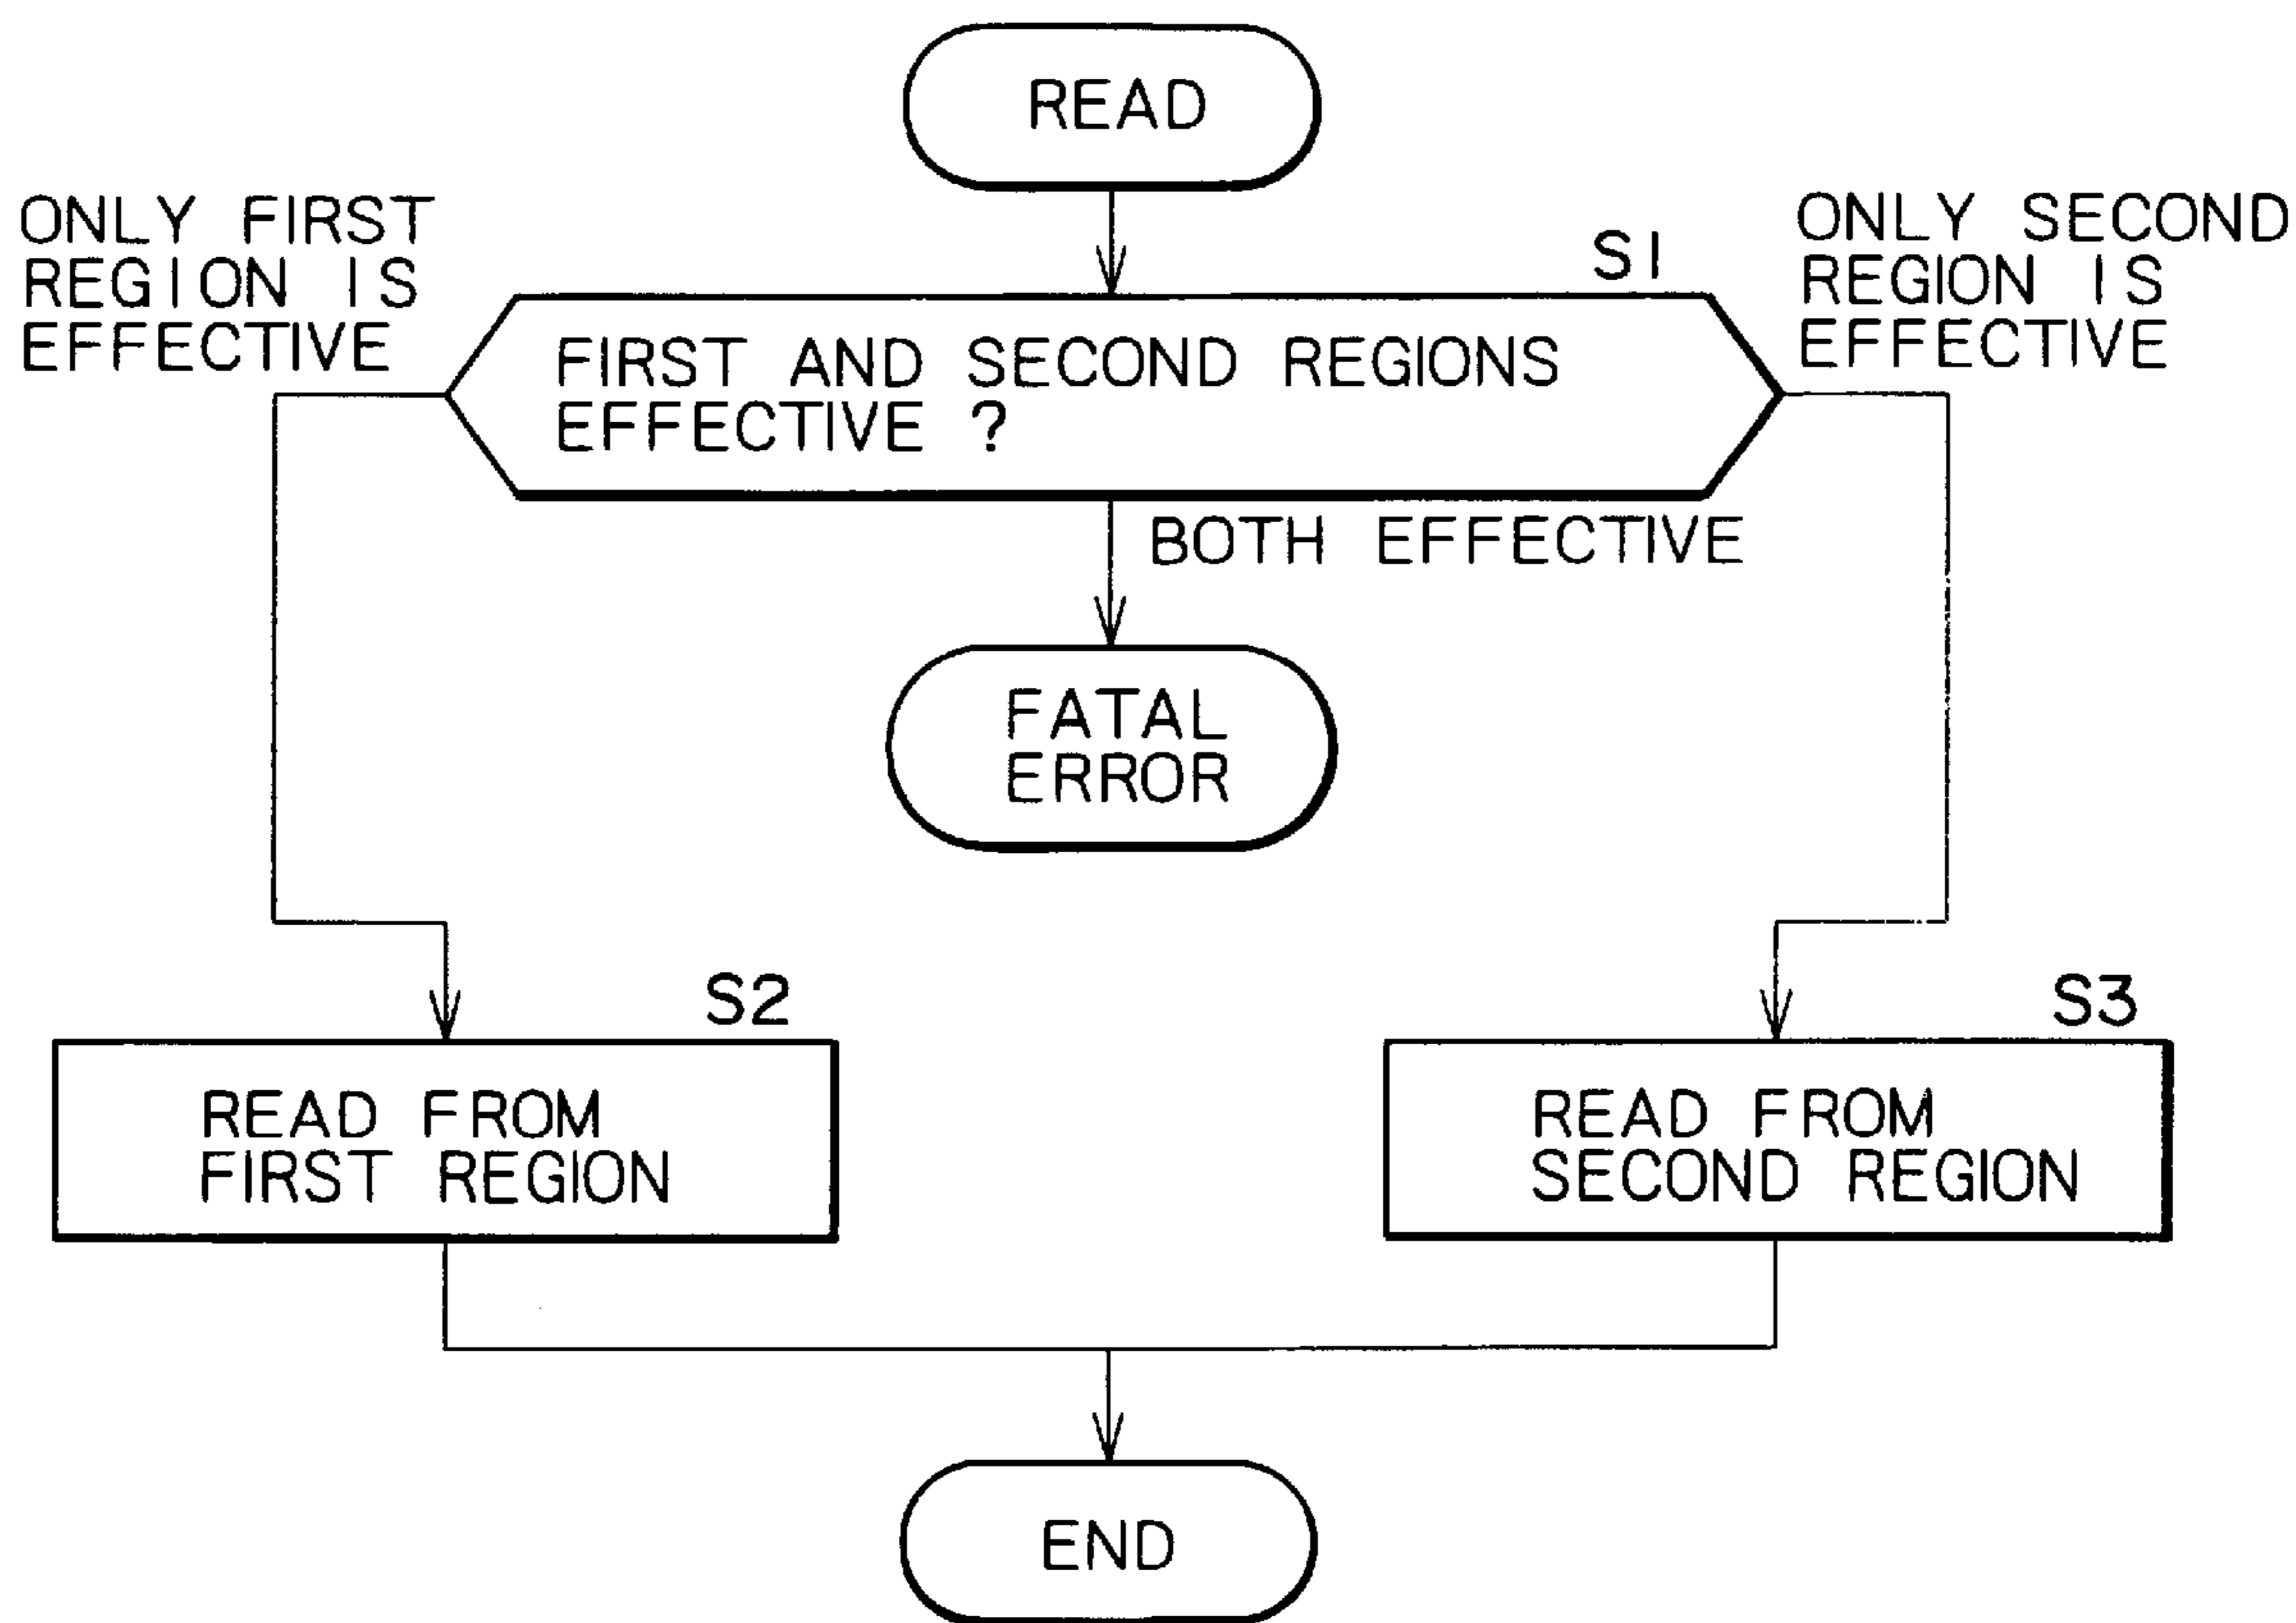 READ
ONLY FIRST
REGION IS
EFFECTIVE
S1
ONLY SECOND
REGION IS
EFFECTIVE
FIRST AND SECOND REGIONS
EFFECTIVE ?
BOTH EFFECTIVE
FATAL
ERROR
S2
READ FROM
FIRST REGION
S3
READ FROM
SECOND REGION
END